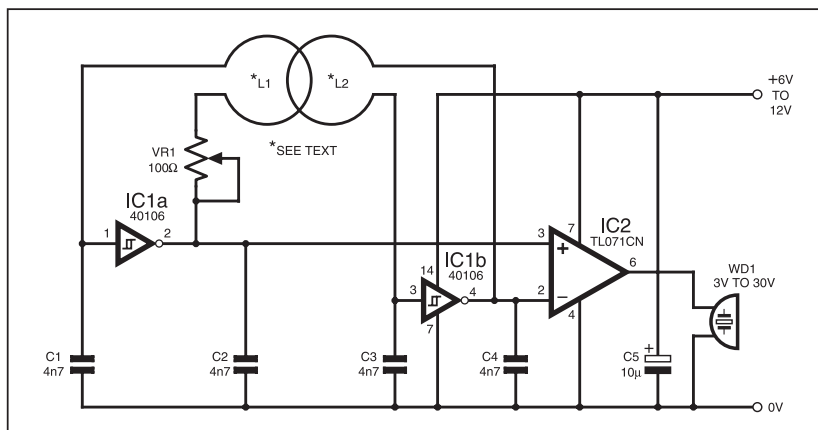 *L1
*L2
+6V
TO
12V
VR1
100Ω
*SEE TEXT
IC1a
40106
1
2
IC1b
40106
14
3
4
7
IC2
TL071CN
3
7
+
2
−
6
4
WD1
3V TO 30V
C1
4n7
C2
4n7
C3
4n7
C4
4n7
+
C5
10µ
0V